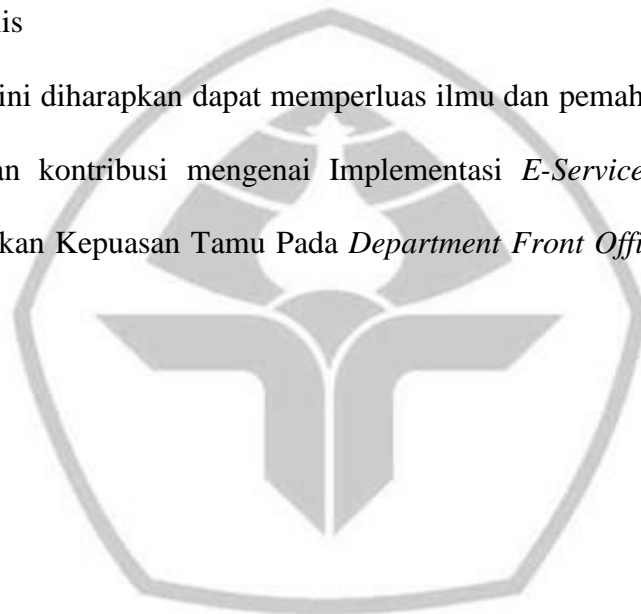 nis
ini diharapkan dapat memperluas ilmu dan pemah
an kontribusi mengenai Implementasi E-Service
kan Kepuasan Tamu Pada Department Front Offi